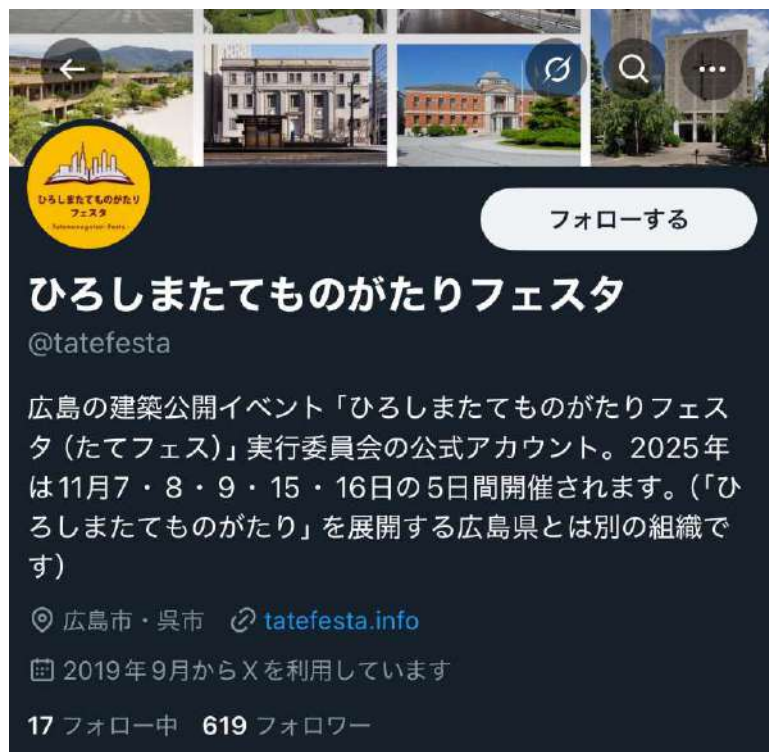 ひろしまたてものがたり
フェスタ
- Tatemonogatari Festa -
フォローする
ひろしまたてものがたりフェスタ
@tatefesta
広島の建築公開イベント「ひろしまたてものがたりフェス
タ（たてフェス）」実行委員会の公式アカウント。2025年
は11月7・8・9・15・16日の5日間開催されます。（「ひ
ろしまたてものがたり」を展開する広島県とは別の組織で
す）
広島市・呉市 tatefesta.info
2019年9月からXを利用しています
17 フォロー中 619 フォロワー